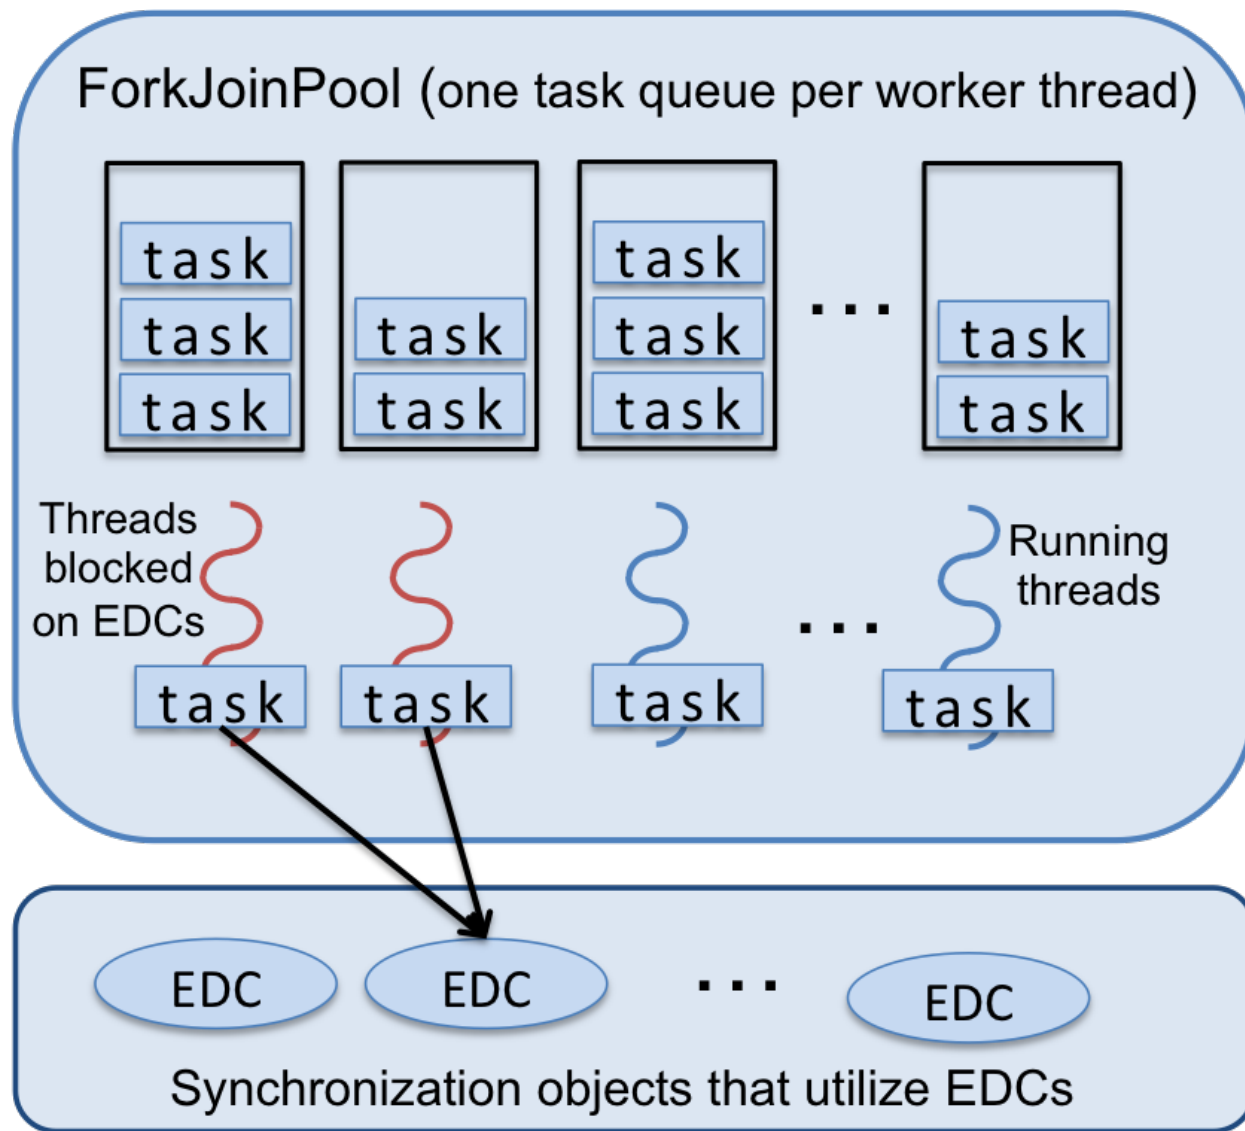 ForkJoinPool (one task queue per worker thread)
task
task
task
task
task
task
task
task
...
task
task
Threads
blocked
on EDCs
Running
threads
...
task
task
task
task
EDC
EDC
...
EDC
Synchronization objects that utilize EDCs